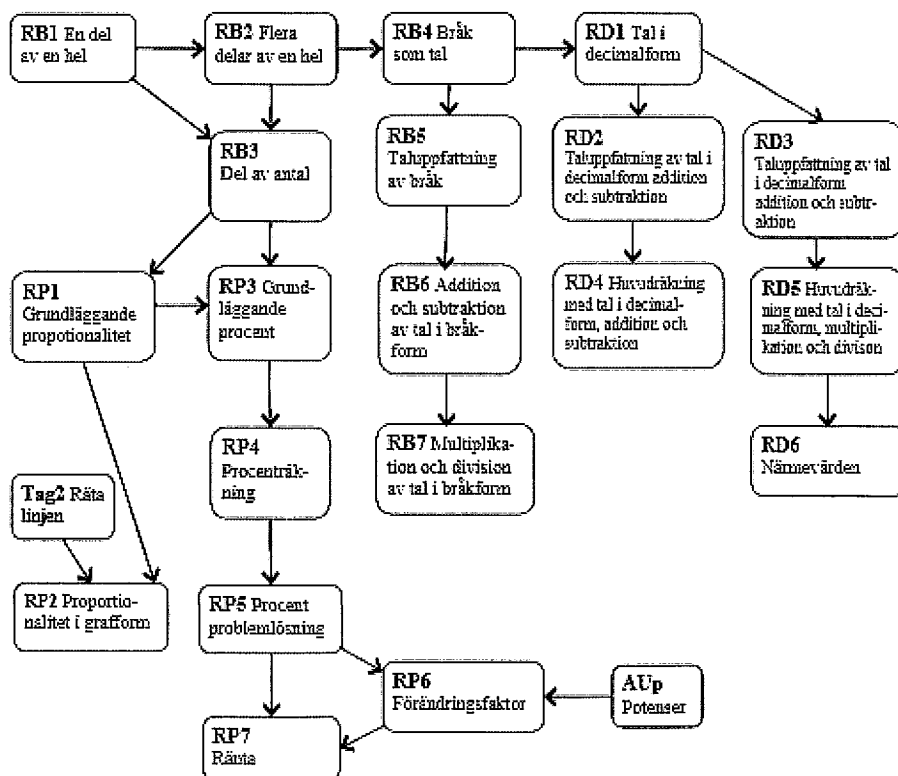 RB1 En del
av en hel
RB2 Flera
delar av en hel
RB4 Bråk
som tal
RD1 Tal i
decimalform
RB3
Del av antal
RB5
Taluppfattning
av bråk
RD2
Taluppfattning av tal i
decimalform addition
och subtraktion
RD3
Taluppfattning av tal
i decimalform
addition och subtr-
aktion
RP1
Grundläggande
propotionalitet
RP3 Grund-
läggande
procent
RB6 Addition
och subtraktion
av tal i bråk-
form
RD4 Huvudräkning
med tal i decimal-
form, addition och
subtraktion
RD5 Huvudräk-
ning med tal i deci-
malform, multipli-
kation och divison
RP4
Procenträk-
ning
RB7 Multiplika-
tion och division
av tal i bråkform
RD6
Närmevärden
Tag2 Räta
linjen
RP2 Proportio-
nalitet i grafform
RP5 Procent
problemlösning
RP6
Förändringsfaktor
AUp
Potenser
RP7
Ränta